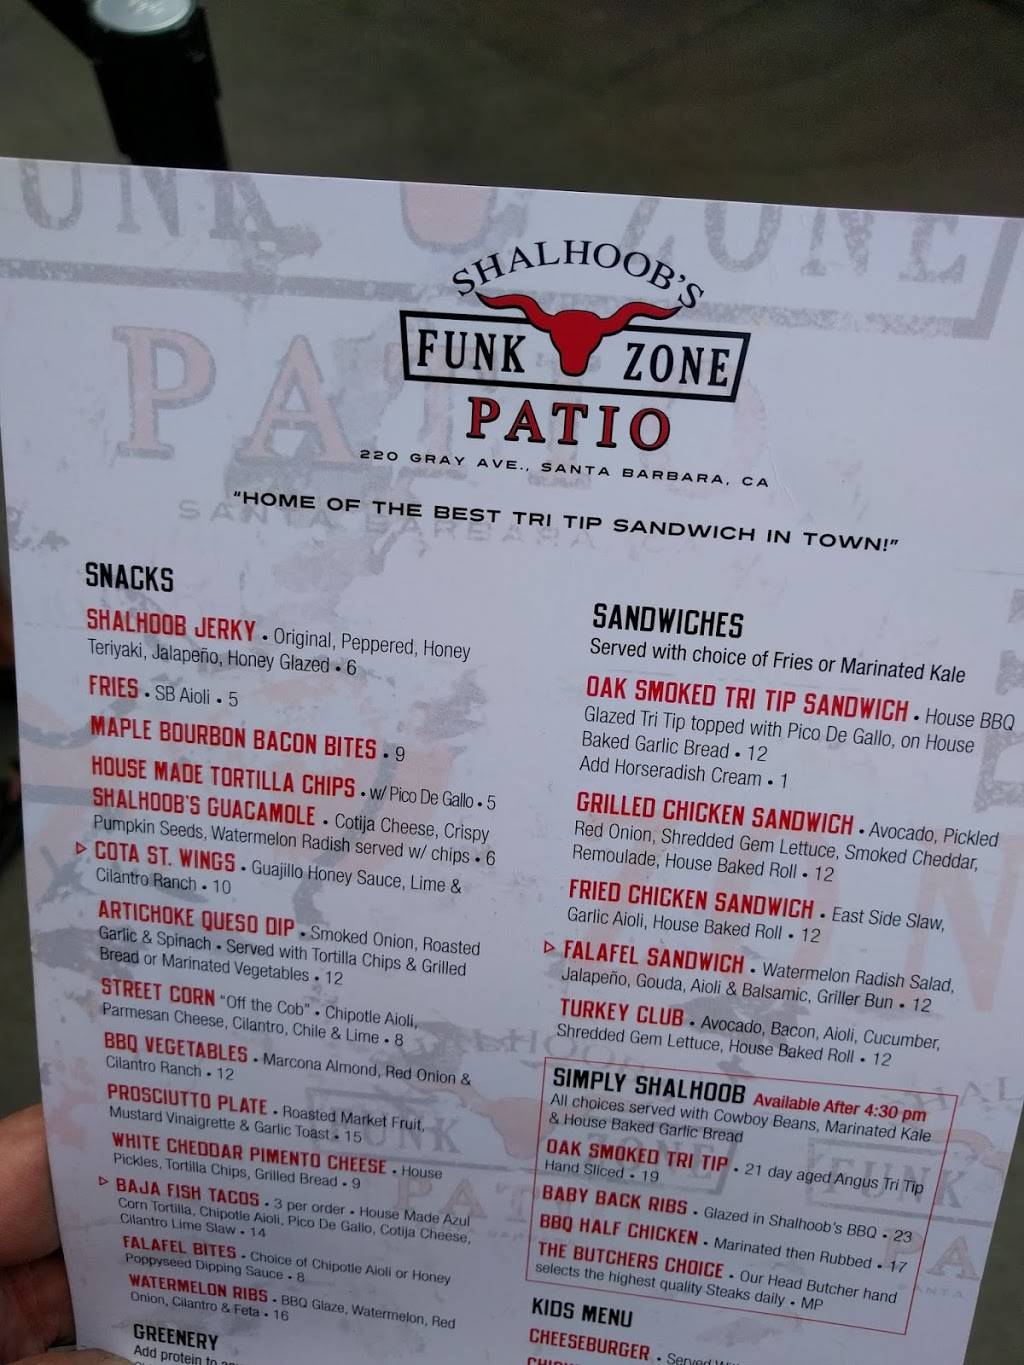 SHALHOOB'S
FUNK ZONE
PATIO
220 GRAY AVE., SANTA BARBARA, CA
"HOME OF THE BEST TRI TIP SANDWICH IN TOWN!"
SNACKS
SHALHOOB JERKY • Original, Peppered, Honey
Teriyaki, Jalapeño, Honey Glazed • 6
FRIES • SB Aioli • 5
MAPLE BOURBON BACON BITES • 9
HOUSE MADE TORTILLA CHIPS • w/ Pico De Gallo • 5
SHALHOOB'S GUACAMOLE • Cotija Cheese, Crispy
Pumpkin Seeds, Watermelon Radish served w/ chips • 6
▷ COTA ST. WINGS • Guajillo Honey Sauce, Lime &
Cilantro Ranch • 10
ARTICHOKE QUESO DIP • Smoked Onion, Roasted
Garlic & Spinach • Served with Tortilla Chips & Grilled
Bread or Marinated Vegetables • 12
STREET CORN "Off the Cob" • Chipotle Aioli,
Parmesan Cheese, Cilantro, Chile & Lime • 8
BBQ VEGETABLES • Marcona Almond, Red Onion &
Cilantro Ranch • 12
PROSCIUTTO PLATE • Roasted Market Fruit,
Mustard Vinaigrette & Garlic Toast • 15
WHITE CHEDDAR PIMENTO CHEESE • House
Pickles, Tortilla Chips, Grilled Bread • 9
▷ BAJA FISH TACOS • 3 per order • House Made Azul
Corn Tortilla, Chipotle Aioli, Pico De Gallo, Cotija Cheese,
Cilantro Lime Slaw • 14
FALAFEL BITES • Choice of Chipotle Aioli or Honey
Poppyseed Dipping Sauce • 8
WATERMELON RIBS • BBQ Glaze, Watermelon, Red
Onion, Cilantro & Feta • 16
GREENERY
Add protein to
SANDWICHES
Served with choice of Fries or Marinated Kale
OAK SMOKED TRI TIP SANDWICH • House BBQ
Glazed Tri Tip topped with Pico De Gallo, on House
Baked Garlic Bread • 12
Add Horseradish Cream • 1
GRILLED CHICKEN SANDWICH • Avocado, Pickled
Red Onion, Shredded Gem Lettuce, Smoked Cheddar,
Remoulade, House Baked Roll • 12
FRIED CHICKEN SANDWICH • East Side Slaw,
Garlic Aioli, House Baked Roll • 12
▷ FALAFEL SANDWICH • Watermelon Radish Salad,
Jalapeño, Gouda, Aioli & Balsamic, Griller Bun • 12
TURKEY CLUB • Avocado, Bacon, Aioli, Cucumber,
Shredded Gem Lettuce, House Baked Roll • 12
SIMPLY SHALHOOB Available After 4:30 pm
All choices served with Cowboy Beans, Marinated Kale
& House Baked Garlic Bread
OAK SMOKED TRI TIP • 21 day aged Angus Tri Tip
Hand Sliced • 19
BABY BACK RIBS • Glazed in Shalhoob's BBQ • 23
BBQ HALF CHICKEN • Marinated then Rubbed • 17
THE BUTCHERS CHOICE • Our Head Butcher hand
selects the highest quality Steaks daily • MP
KIDS MENU
CHEESEBURGER • Served